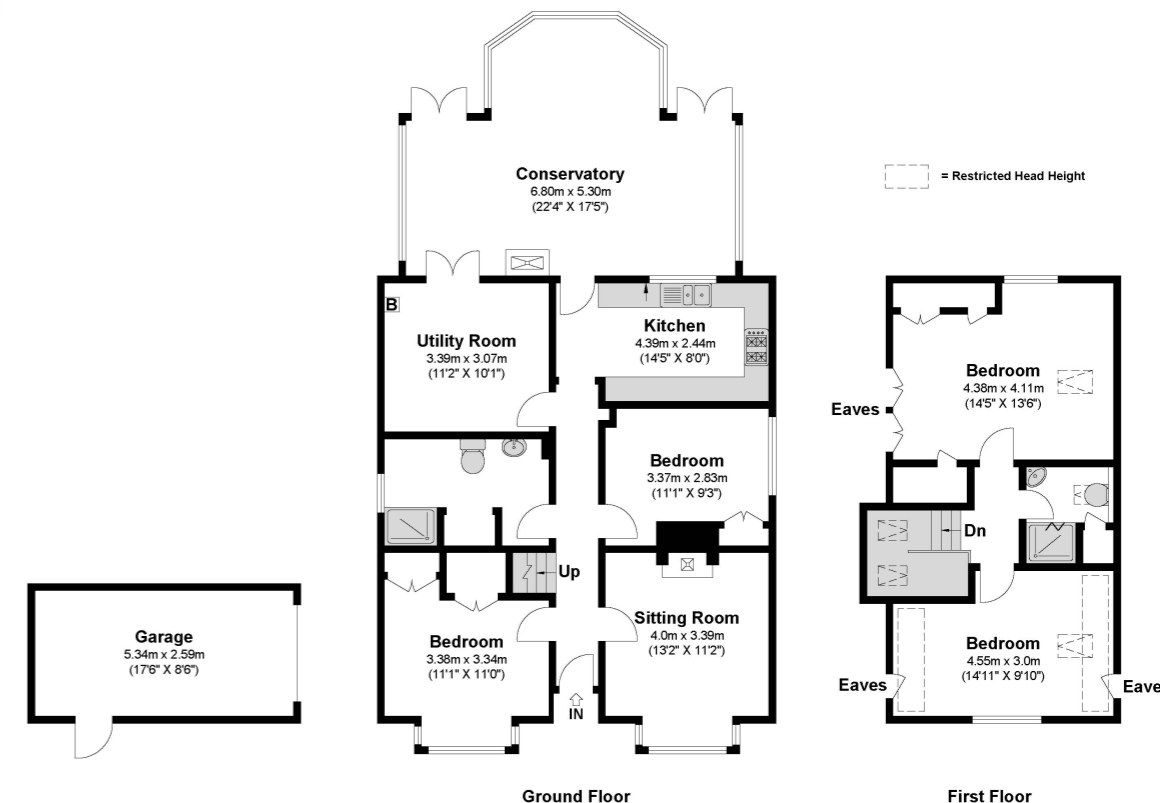 Conservatory
6.80m x 5.30m
(22'4" X 17'5")
= Restricted Head Height
B
Utility Room
3.39m x 3.07m
(11'2" X 10'1")
Kitchen
4.39m x 2.44m
(14'5" X 8'0")
Bedroom
3.37m x 2.83m
(11'1" X 9'3")
Up
Bedroom
3.38m x 3.34m
(11'1" X 11'0")
Sitting Room
4.0m x 3.39m
(13'2" X 11'2")
IN
Garage
5.34m x 2.59m
(17'6" X 8'6")
Bedroom
4.38m x 4.11m
(14'5" X 13'6")
Eaves
Dn
Bedroom
4.55m x 3.0m
(14'11" X 9'10")
Eaves
Eave
Ground Floor
First Floor